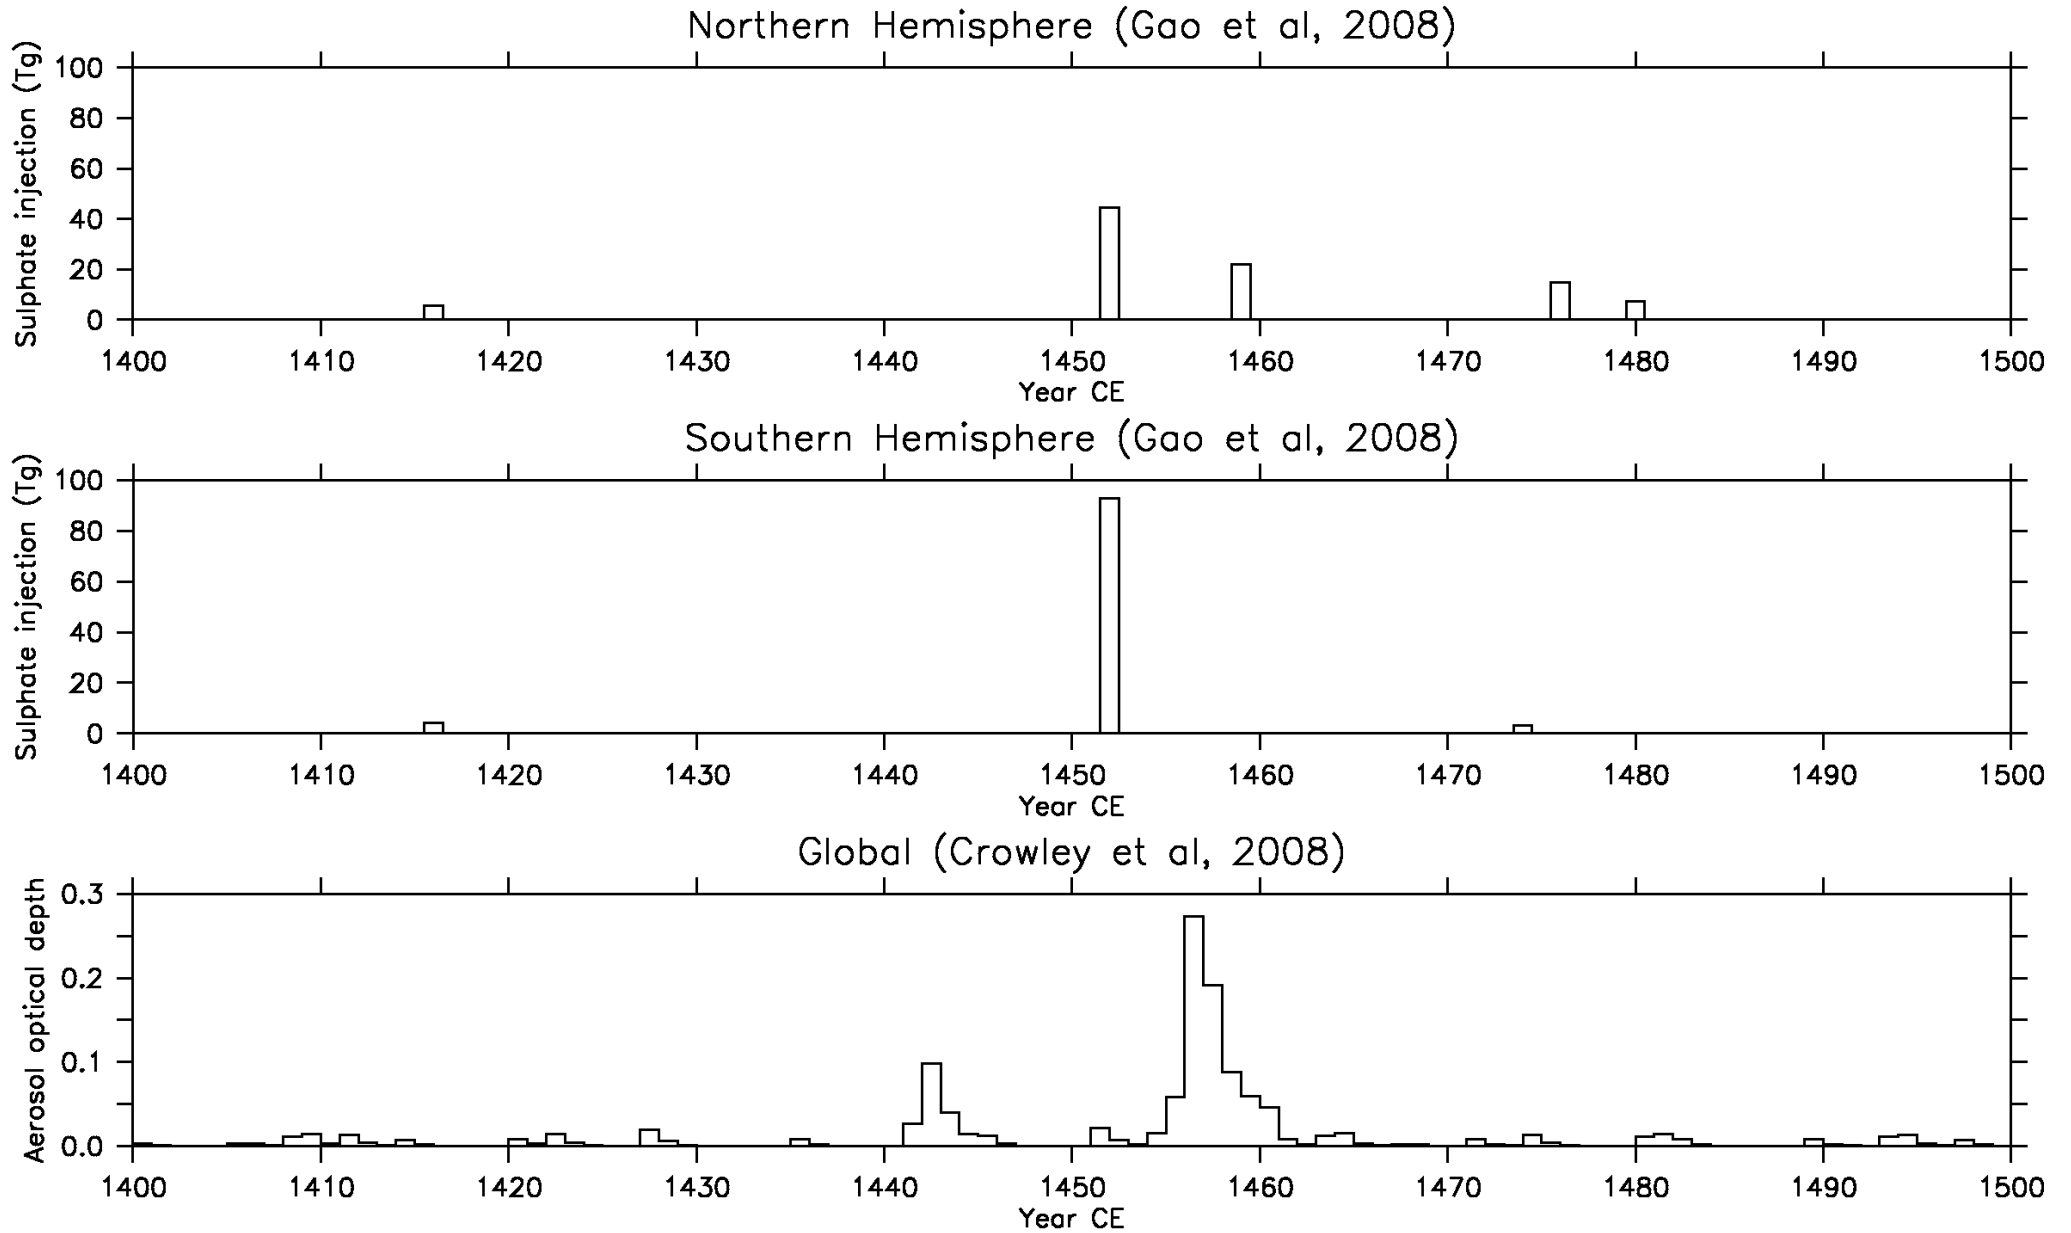 Northern Hemisphere (Gao et al, 2008)
Sulphate injection (Tg)
100
80
60
40
20
0
1400 1410 1420 1430 1440 1450 1460 1470 1480 1490 1500
Year CE
Southern Hemisphere (Gao et al, 2008)
Sulphate injection (Tg)
100
80
60
40
20
0
1400 1410 1420 1430 1440 1450 1460 1470 1480 1490 1500
Year CE
Global (Crowley et al, 2008)
Aerosol optical depth
0.3
0.2
0.1
0.0
1400 1410 1420 1430 1440 1450 1460 1470 1480 1490 1500
Year CE